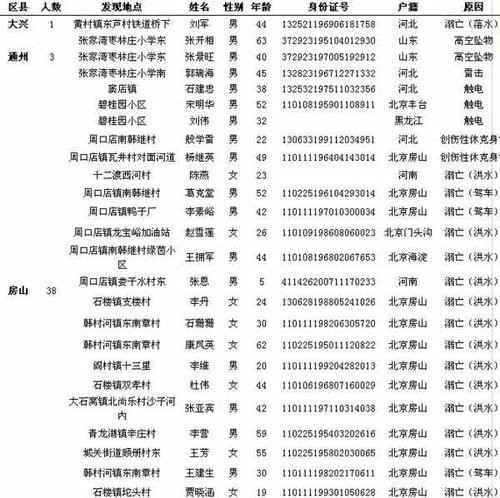 区县 人数 发现地点 姓名 性别 年龄 身份证号 户籍 原因
大兴 1 黄村镇东芦村铁道桥下 刘军 男 44 132521196906181758 河北 溺亡（落水）
张家湾枣林庄小学东 张开相 男 63 372923195104012930 山东 高空坠物
通州 3 张家湾枣林庄小学东 张景旺 男 40 372923197005192912 山东 高空坠物
张家湾枣林庄小学南 郭瑞海 男 45 132823196712271332 河北 雷击
窦店镇 石建忠 男 38 132532197511032356 河北 触电
碧桂园小区 宋明华 男 52 110108195901108911 北京丰台 触电
碧桂园小区 刘伟 男 32 黑龙江 触电
周口店南韩继村 殷学雷 男 22 130633199112034951 河北 创伤性休克身
周口店镇瓦井村对面河道 杨继英 男 49 110111196404143014 北京房山 创伤性休克
十二渡西河村 陈燕 女 23 河南 溺亡（洪水）
周口店镇南韩继村 葛克堂 男 52 110225196104293014 北京房山 溺亡（驾车）
周口店镇鸭子厂 李素峪 男 42 110111197010300034 北京房山 溺亡（驾车）
周口店镇龙宝峪加油站 赵雪莲 女 26 110109198608060023 北京门头沟 溺亡（洪水）
周口店镇南韩继村绿茵小
区 王拥军 男 44 110108196802067653 北京海淀 溺亡（洪水）
周口店镇娄子水村东 张恩 男 5 411426200711170233 河南 溺亡（洪水）
房山 38 石楼镇支楼村 李丹 女 24 130628198805241026 北京房山 溺亡（洪水）
韩村河镇东南章村 石珊珊 女 30 110111198206305720 北京房山 溺亡（洪水）
韩村河镇东南章村 康凤英 女 62 110225195011120822 北京房山 溺亡（洪水）
阎村镇十三里 李维 男 20 110111199204282013 北京房山 溺亡（洪水）
石楼镇双孝村 杜伟 女 44 110106196807160029 北京房山 溺亡（洪水）
大石窝镇北尚乐村沙子河
内 张亚宾 男 42 110111197110314038 北京房山 溺亡（洪水）
青龙湖镇辛庄村 李营 男 59 110225195403202616 北京房山 溺亡（洪水）
城关街道顾册村东 王芳 女 55 110225195802030065 北京房山 溺亡（洪水）
韩村河镇东南章村 王建生 男 30 110111198202170611 北京房山 溺亡（驾车）
石楼镇坨头村 贾晓涵 女 19 110111199301050628 北京房山 溺亡（洪水）